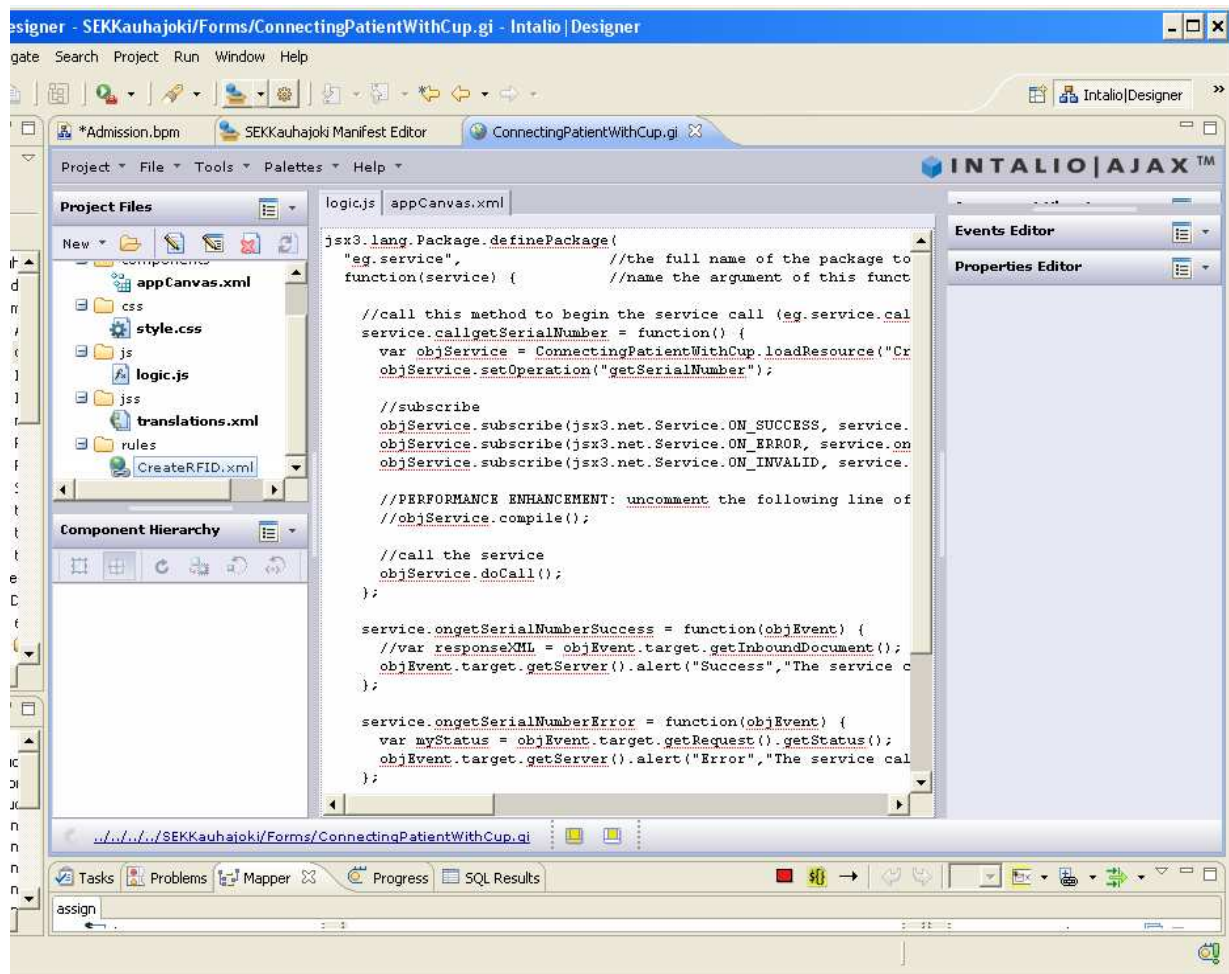 esigner - SEKKauhajoki/Forms/ConnectingPatientWithCup.gi - Intalio|Designer
gate Search Project Run Window Help
Intalio|Designer »
*Admission.bpm SEKKauhajoki Manifest Editor ConnectingPatientWithCup.gi
Project File Tools Palettes Help INTALIO|AJAX™
Project Files
New
components
appCanvas.xml
css
style.css
js
logic.js
jss
translations.xml
rules
CreateRFID.xml
Component Hierarchy
logic.js appCanvas.xml
jsx3.lang.Package.definePackage(
"eg.service", //the full name of the package to
function(service) { //name the argument of this funct
//call this method to begin the service call (eg.service.cal
service.callgetSerialNumber = function() {
var objService = ConnectingPatientWithCup.loadResource("Cr
objService.setOperation("getSerialNumber");
//subscribe
objService.subscribe(jsx3.net.Service.ON_SUCCESS, service.
objService.subscribe(jsx3.net.Service.ON_ERROR, service.on
objService.subscribe(jsx3.net.Service.ON_INVALID, service.
//PERFORMANCE ENHANCEMENT: uncomment the following line of
//objService.compile();
//call the service
objService.doCall();
};
service.ongetSerialNumberSuccess = function(objEvent) {
//var responseXML = objEvent.target.getInboundDocument();
objEvent.target.getServer().alert("Success","The service c
};
service.ongetSerialNumberError = function(objEvent) {
var myStatus = objEvent.target.getRequest().getStatus();
objEvent.target.getServer().alert("Error","The service cal
};
Events Editor
Properties Editor
../../../../SEKKauhajoki/Forms/ConnectingPatientWithCup.gi
Tasks Problems Mapper Progress SQL Results
assign